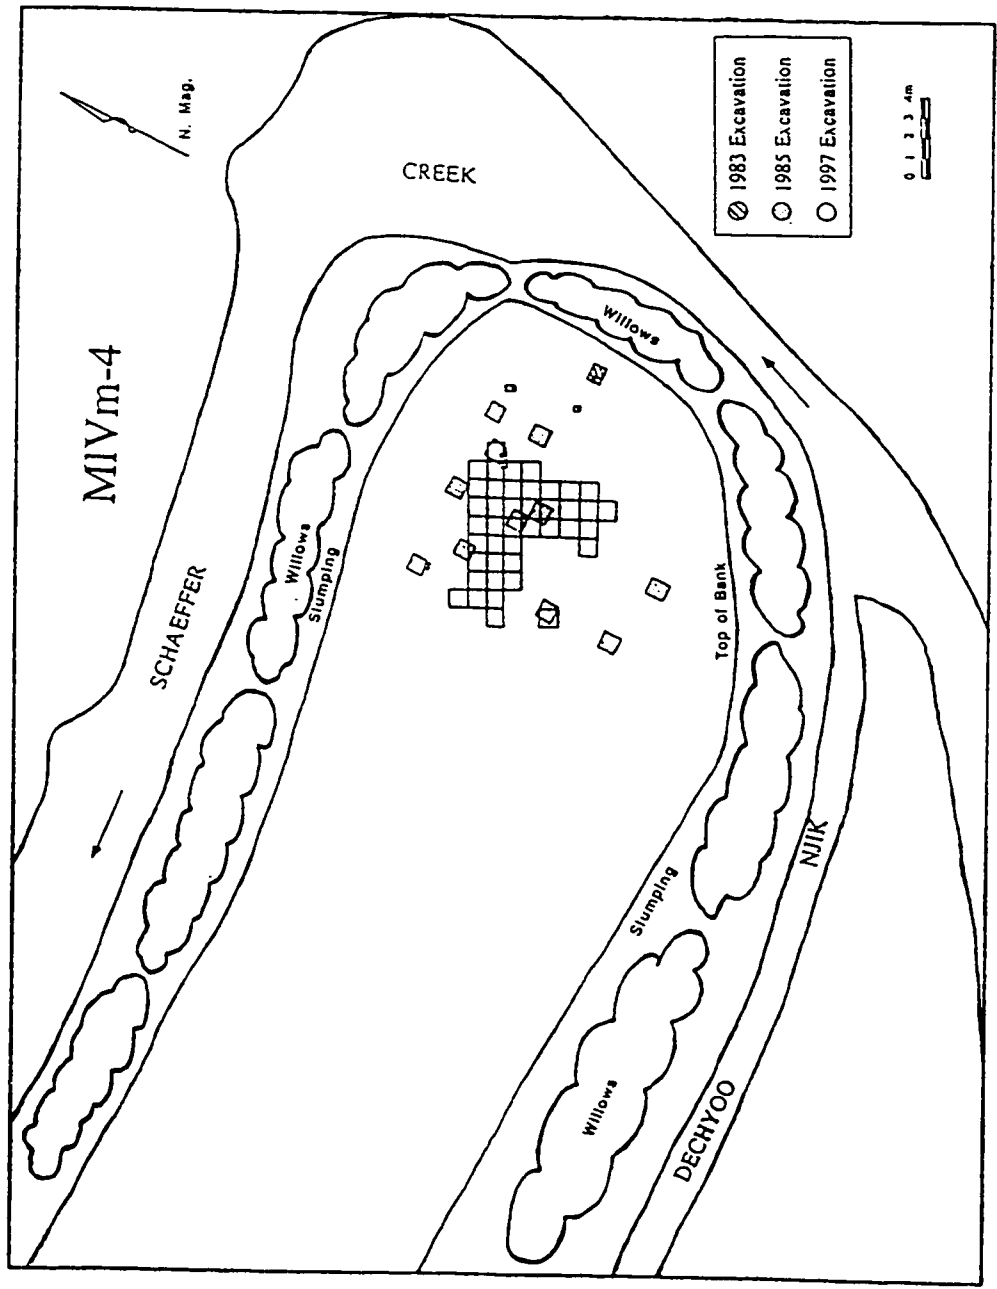 MlVm-4
N. Mag.
SCHAEFFER
CREEK
1983 Excavation
1985 Excavation
1997 Excavation
0 1 2 3 4m
Willows
Slumping
Willows
Top of Bank
Slumping
Willows
DECHYOO
NJIK